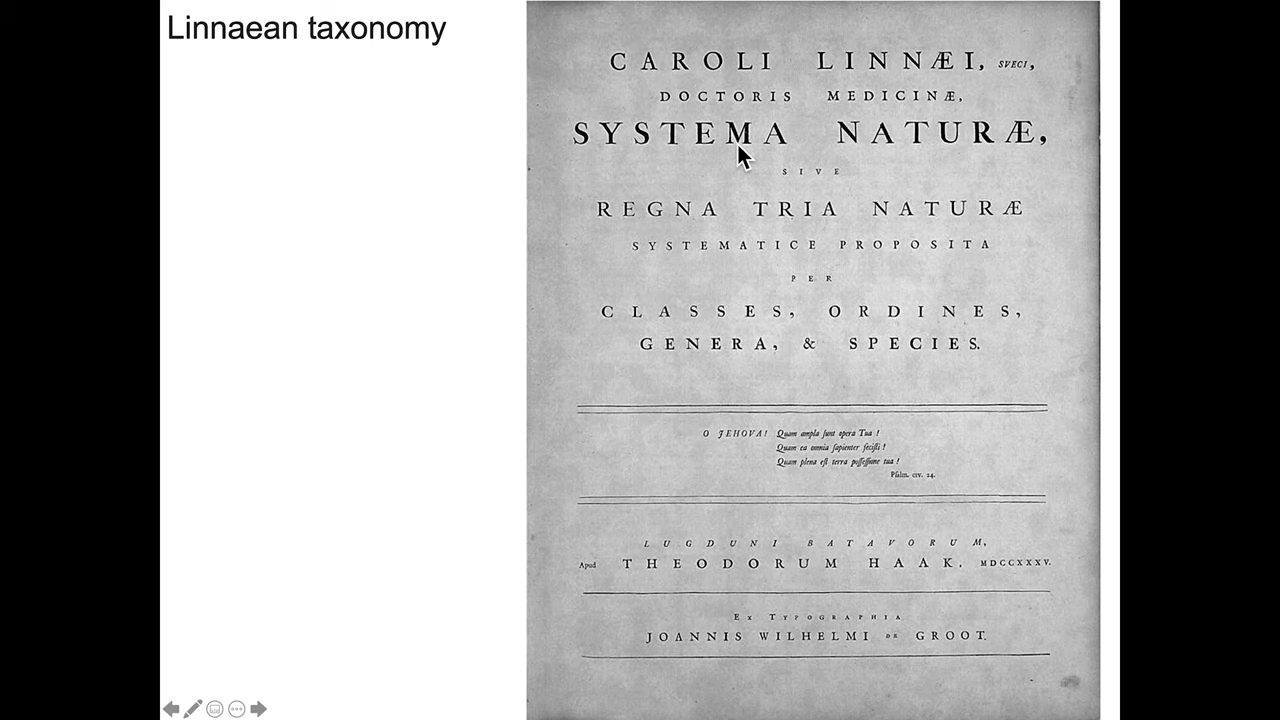 Linnaean taxonomy
CAROLI LINNÆI, SVECI,
DOCTORIS MEDICINÆ,
SYSTEMA NATURÆ,
SIVE
REGNA TRIA NATURÆ
SYSTEMATICE PROPOSITA
PER
CLASSES, ORDINES,
GENERA, & SPECIES.
O JEHOVA! Quam ampla sunt opera Tua !
Quam ea omnia sapienter fecisti !
Quam plena est terra possessione tua !
Psalm. civ. 24.
LUGDUNI BATAVORUM,
Apud THEODORUM HAAK, MDCCXXXV.
Ex Typographia
JOANNIS WILHELMI DE GROOT.